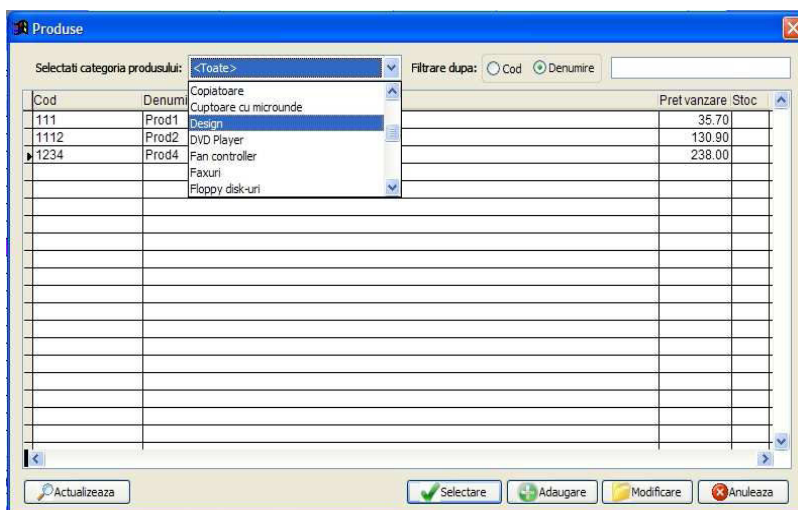 Produse
Selectati categoria produsului: <Toate> Filtrare dupa: Cod Denumire
Copiatoare
Cuptoare cu microunde
Design
DVD Player
Fan controller
Faxuri
Floppy disk-uri
Cod Denumi Pret vanzare Stoc
111 Prod1 35.70
1112 Prod2 130.90
1234 Prod4 238.00
Actualizeaza Selectare Adaugare Modificare Anuleaza